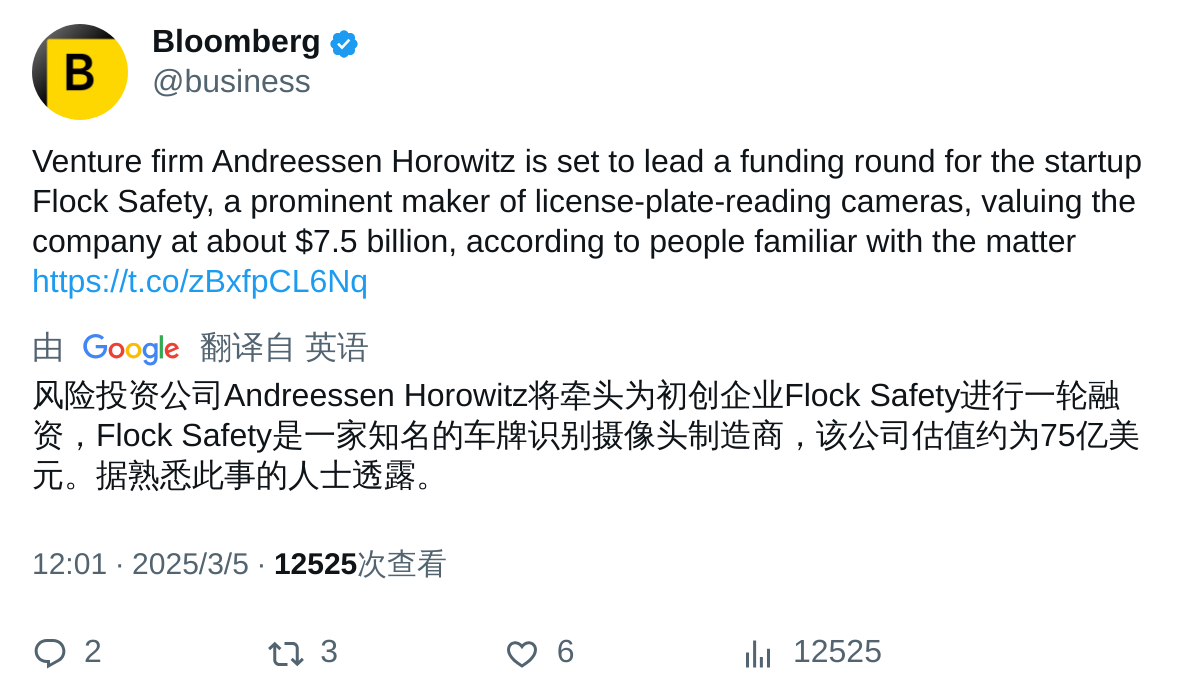 B
Bloomberg
@business
Venture firm Andreessen Horowitz is set to lead a funding round for the startup
Flock Safety, a prominent maker of license-plate-reading cameras, valuing the
company at about $7.5 billion, according to people familiar with the matter
https://t.co/zBxfpCL6Nq
由 Google 翻译自 英语
风险投资公司Andreessen Horowitz将牵头为初创企业Flock Safety进行一轮融
资，Flock Safety是一家知名的车牌识别摄像头制造商，该公司估值约为75亿美
元。据熟悉此事的人士透露。
12:01 · 2025/3/5 · 12525次查看
2 3 6 12525